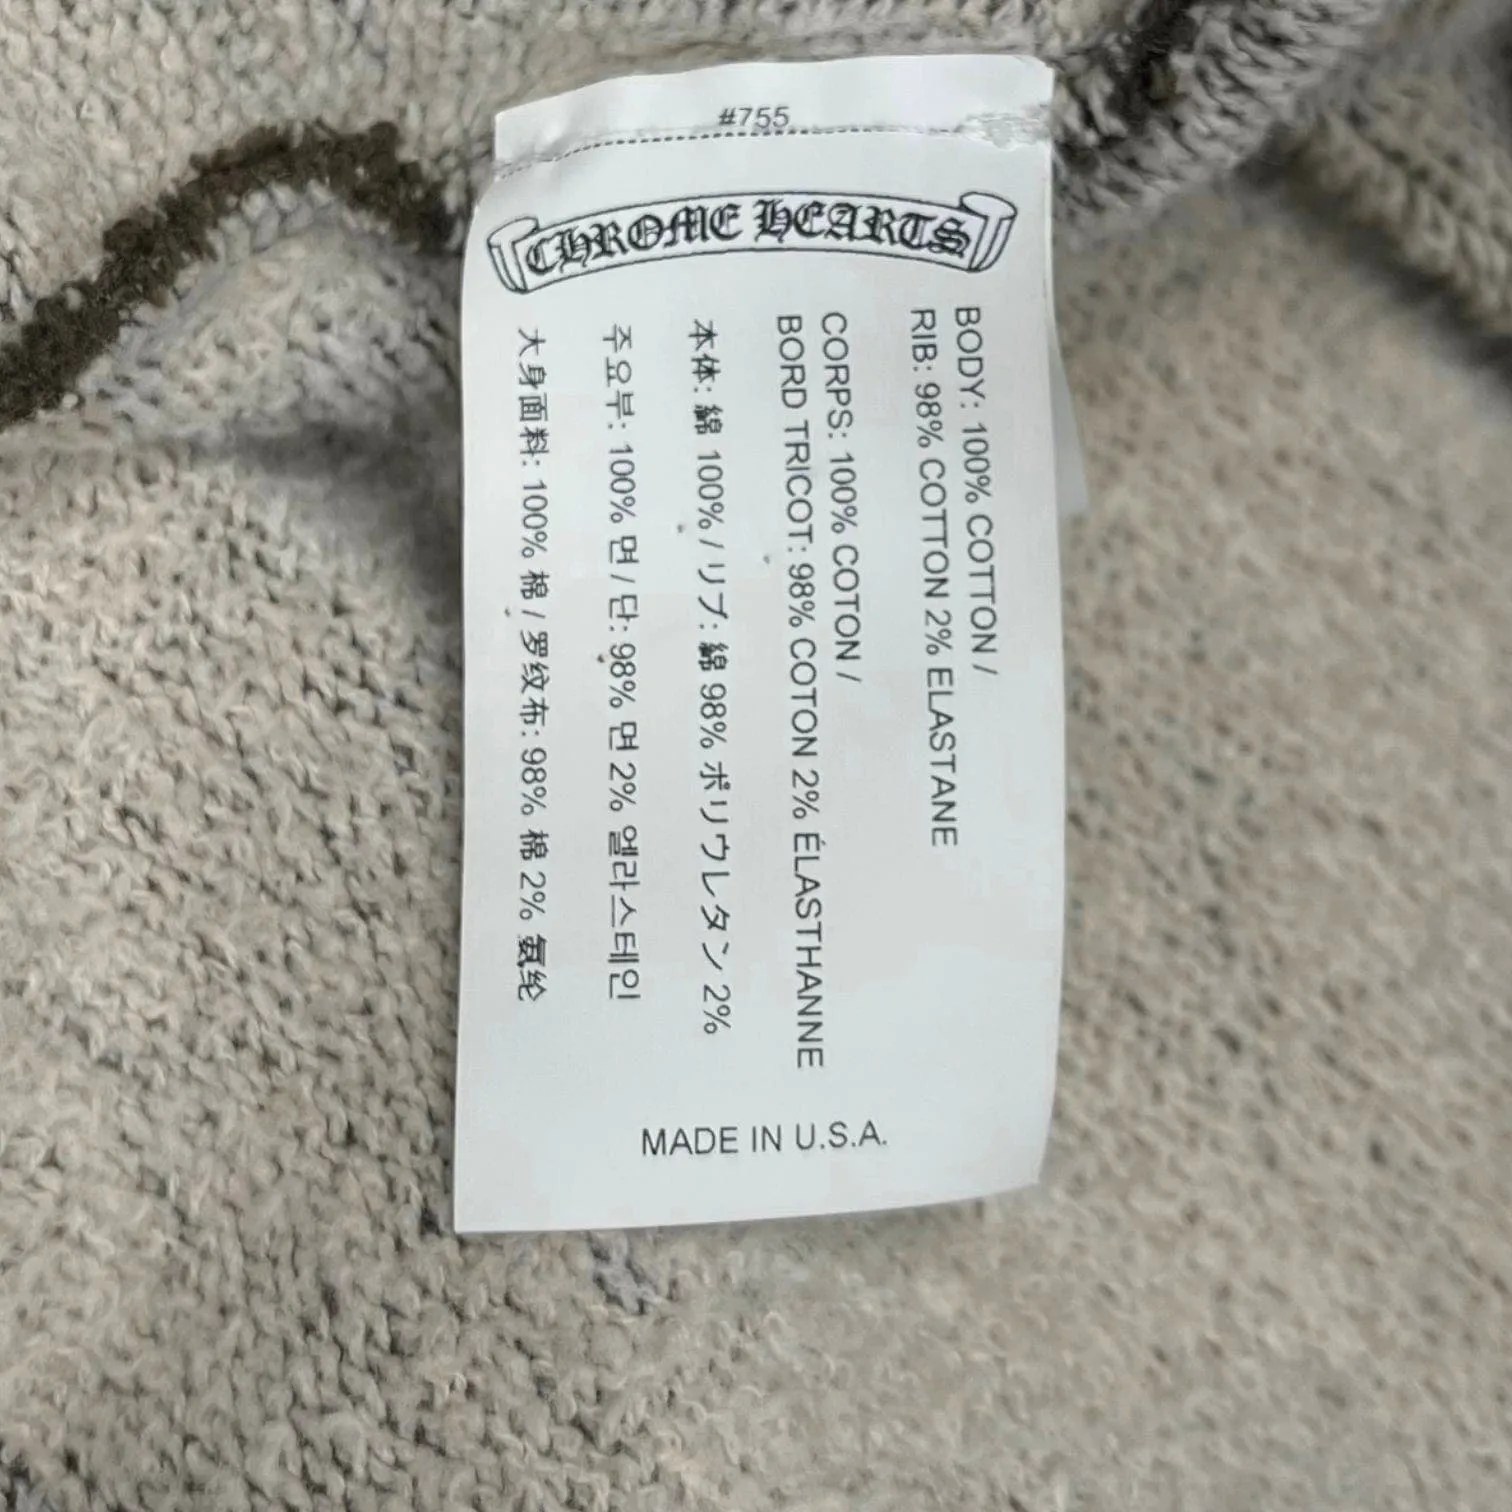 #755
CHROME HEARTS
BODY: 100% COTTON /
RIB: 98% COTTON 2% ELASTANE
CORPS: 100% COTON /
BORD TRICOT: 98% COTON 2% ÉLASTHANNE
本体: 綿 100% / リブ: 綿 98% ポリウレタン 2%
주요부: 100% 면 / 단: 98% 면 2% 엘라스테인
大身面料: 100% 棉 / 罗纹布: 98% 棉 2% 氨纶
MADE IN U.S.A.